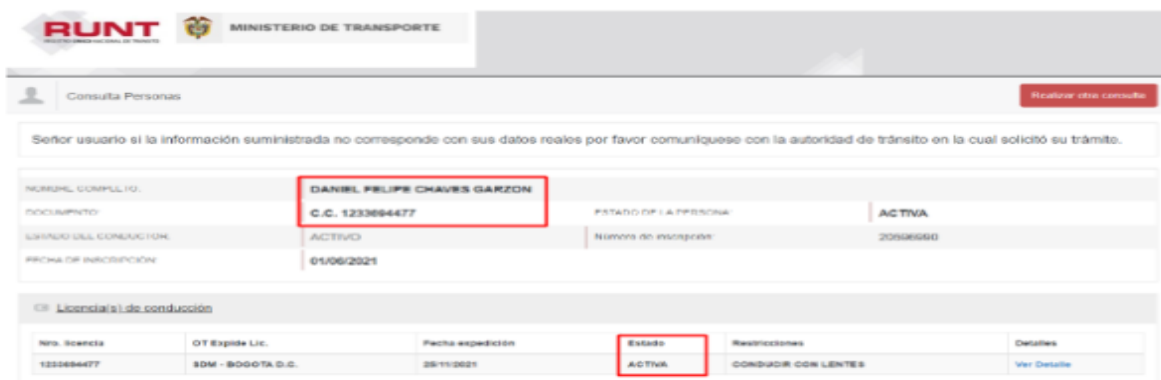 RUNT
MINISTERIO DE TRANSPORTE
Consulta Personas
Realizar otra consulta
Señor usuario si la información suministrada no corresponde con sus datos reales por favor comuníquese con la autoridad de tránsito en la cual solicitó su trámite.
NOMBRE COMPLETO: DANIEL FELIPE CHAVES GARZON
DOCUMENTO: C.C. 1233694477 ESTADO DE LA PERSONA: ACTIVA
ESTADO DEL CONDUCTOR: ACTIVO Número de inscripción:
FECHA DE INSCRIPCIÓN: 01/06/2021
Licencia(s) de conducción
Nro. licencia OT Expide Lic. Fecha expedición Estado Restricciones Detalles
1233694477 SDM - BOGOTA D.C. 25/11/2021 ACTIVA CONDUCIR CON LENTES Ver Detalle